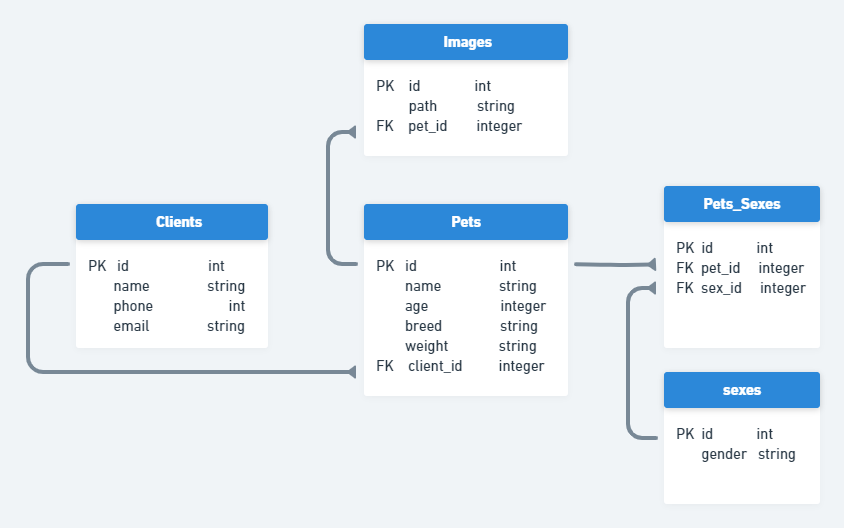 Images
PK id int
path string
FK pet_id integer
Clients
PK id int
name string
phone int
email string
Pets
PK id int
name string
age integer
breed string
weight string
FK client_id integer
Pets_Sexes
PK id int
FK pet_id integer
FK sex_id integer
sexes
PK id int
gender string